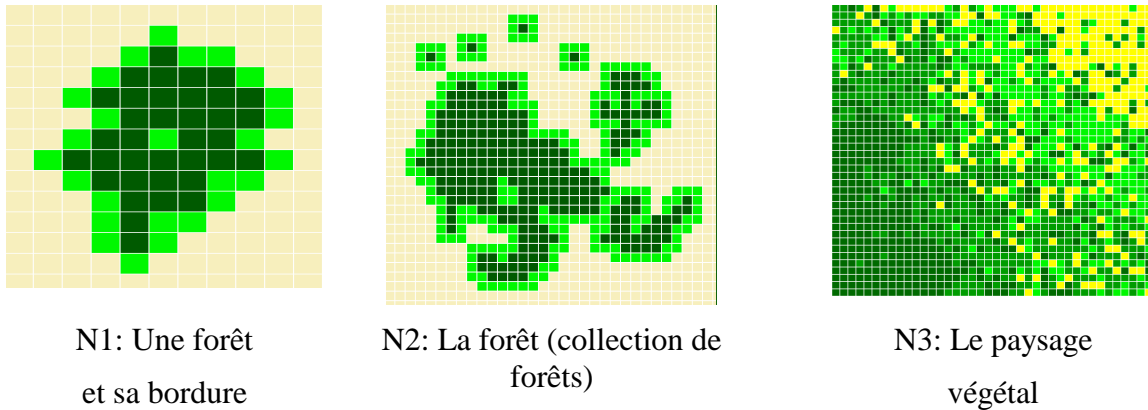 N1: Une forêt
et sa bordure
N2: La forêt (collection de
forêts)
N3: Le paysage
végétal